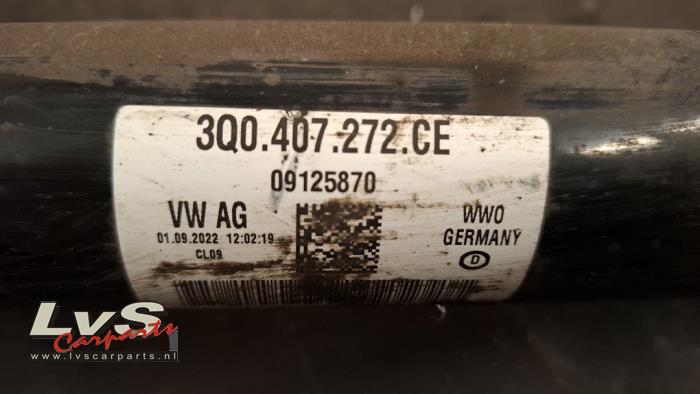 3Q0.407.272.CE
09125870
VW AG
01.09.2022 12:02:19
CL09
WWO
GERMANY
D
LvS
Carparts
www.lvscarparts.nl